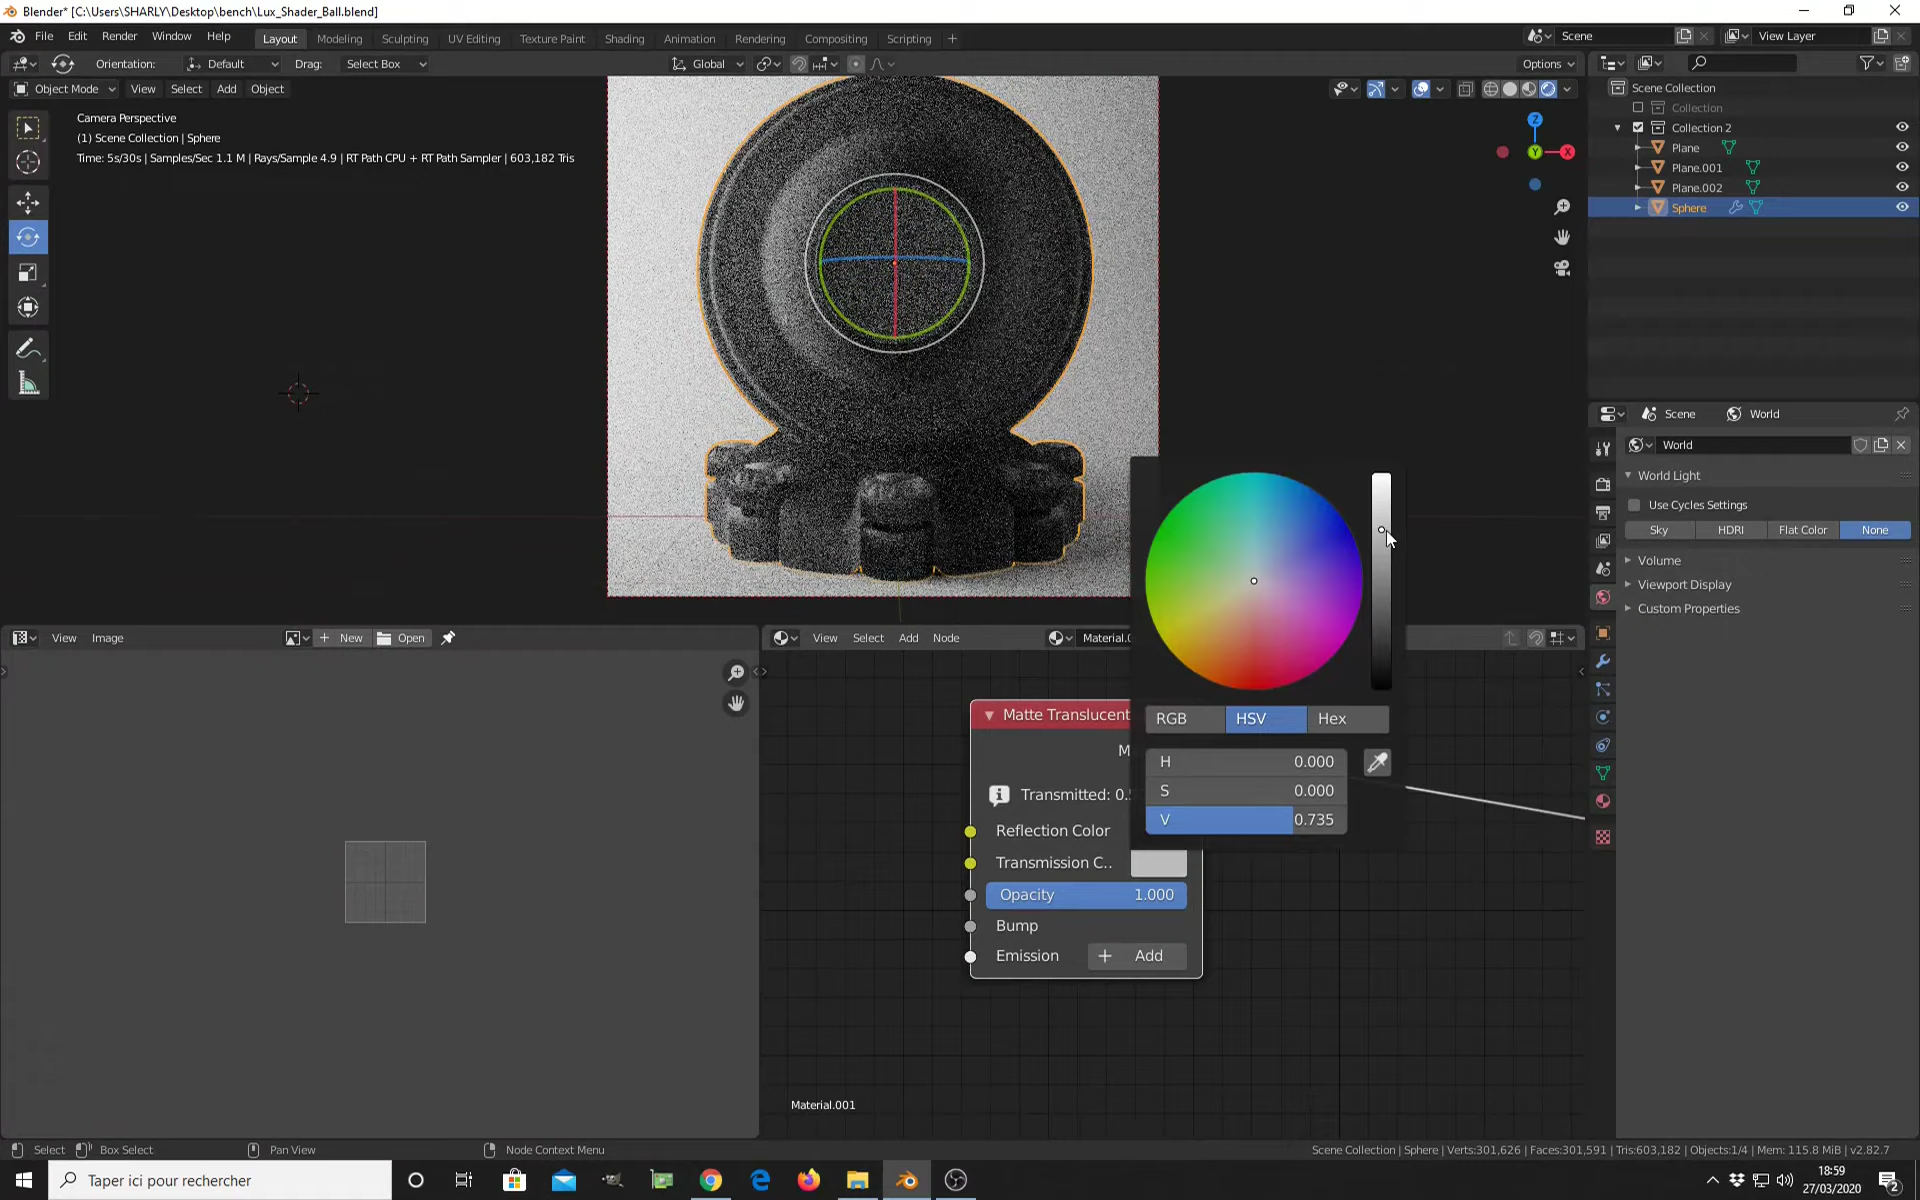 Blender* [C:\Users\SHARLY\Desktop\bench\Lux_Shader_Ball.blend]
File Edit Render Window Help Layout Modeling Sculpting UV Editing Texture Paint Shading Animation Rendering Compositing Scripting Scene View Layer
Orientation: Default Drag: Select Box Global Options
Object Mode View Select Add Object
Camera Perspective
(1) Scene Collection | Sphere
Time: 5s/30s | Samples/Sec 1.1 M | Rays/Sample 4.9 | RT Path CPU + RT Path Sampler | 603,182 Tris
Z
Y
X
Scene Collection
Collection
Collection 2
Plane
Plane.001
Plane.002
Sphere
Scene World
World
World Light
Use Cycles Settings
Sky HDRI Flat Color None
Volume
Viewport Display
Custom Properties
View Image New Open
View Select Add Node Material.0
RGB HSV Hex
H 0.000
S 0.000
V 0.735
Matte Translucent
M
Transmitted: 0.
Reflection Color
Transmission C..
Opacity 1.000
Bump
Emission Add
Material.001
Select Box Select Pan View Node Context Menu Scene Collection | Sphere | Verts:301,626 | Faces:301,591 | Tris:603,182 | Objects:1/4 | Mem: 115.8 MiB | v2.82.7
Taper ici pour rechercher
18:59
27/03/2020
2